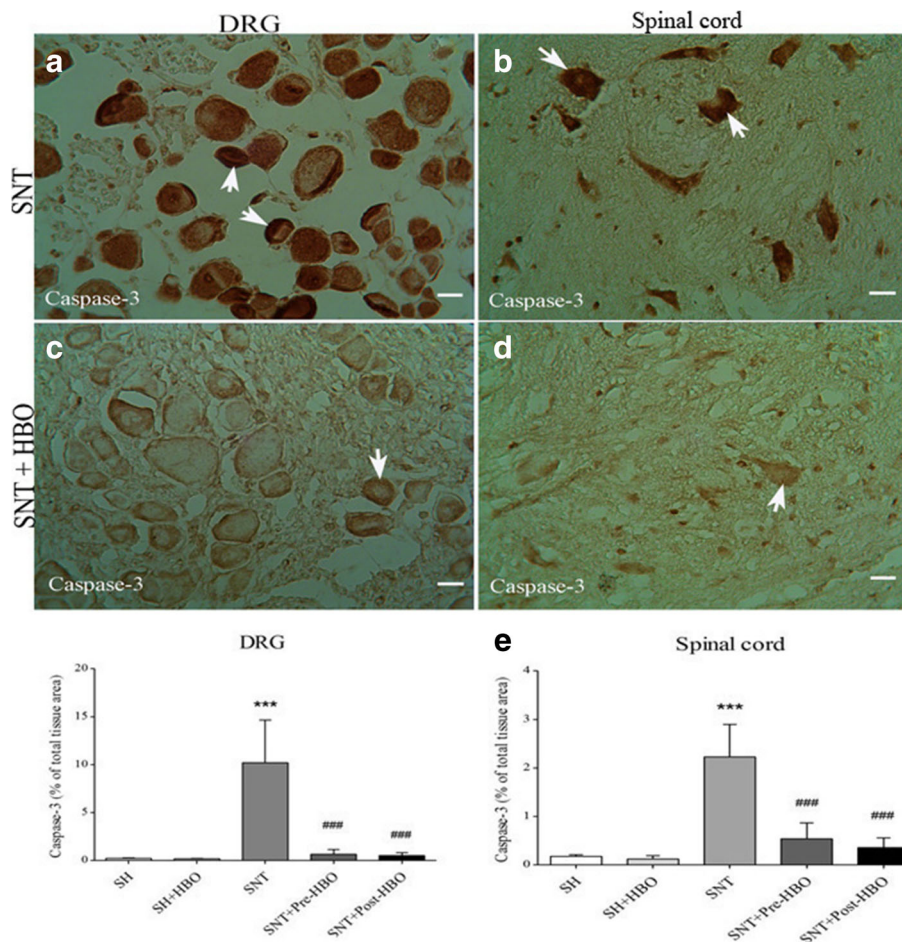 DRG
Spinal cord
SNT
a
Caspase-3
b
Caspase-3
SNT + HBO
c
Caspase-3
d
Caspase-3
DRG
Caspase-3 (% of total tissue area)
20
15
10
5
0
***
###
###
SH
SH+HBO
SNT
SNT+Pre-HBO
SNT+Post-HBO
e
Spinal cord
Caspase-3 (% of total tissue area)
4
3
2
1
0
***
###
###
SH
SH+HBO
SNT
SNT+Pre-HBO
SNT+Post-HBO